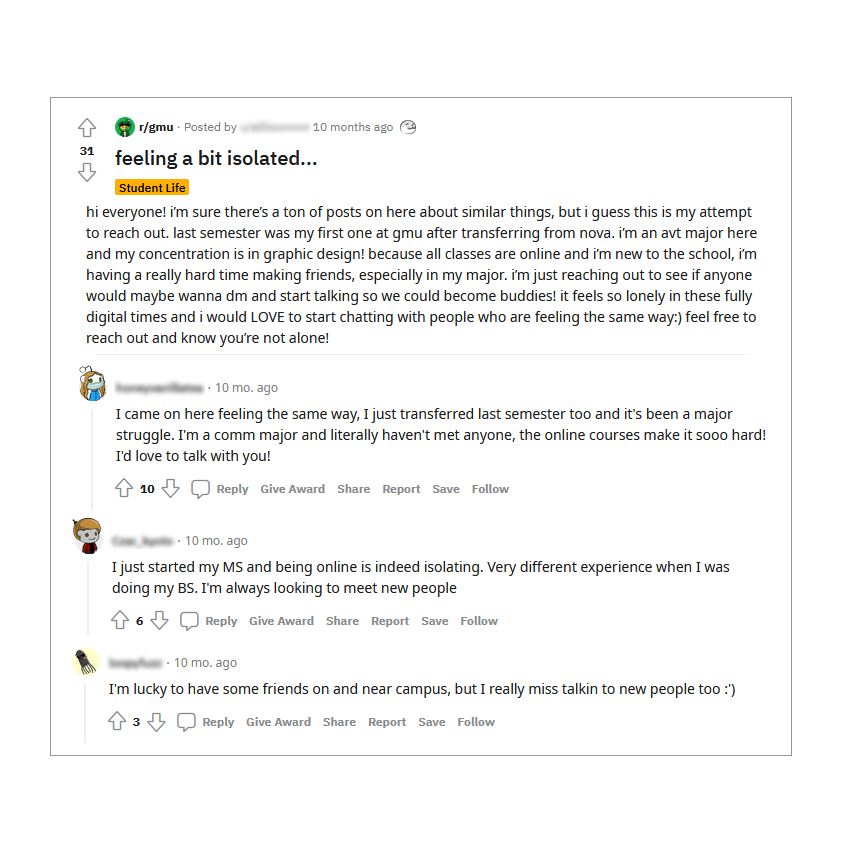 r/gmu · Posted by 10 months ago
31
feeling a bit isolated...
Student Life
hi everyone! i’m sure there’s a ton of posts on here about similar things, but i guess this is my attempt
to reach out. last semester was my first one at gmu after transferring from nova. i’m an avt major here
and my concentration is in graphic design! because all classes are online and i’m new to the school, i’m
having a really hard time making friends, especially in my major. i’m just reaching out to see if anyone
would maybe wanna dm and start talking so we could become buddies! it feels so lonely in these fully
digital times and i would LOVE to start chatting with people who are feeling the same way:) feel free to
reach out and know you’re not alone!
· 10 mo. ago
I came on here feeling the same way, I just transferred last semester too and it's been a major
struggle. I'm a comm major and literally haven't met anyone, the online courses make it sooo hard!
I'd love to talk with you!
10 Reply Give Award Share Report Save Follow
· 10 mo. ago
I just started my MS and being online is indeed isolating. Very different experience when I was
doing my BS. I'm always looking to meet new people
6 Reply Give Award Share Report Save Follow
· 10 mo. ago
I'm lucky to have some friends on and near campus, but I really miss talkin to new people too :')
3 Reply Give Award Share Report Save Follow